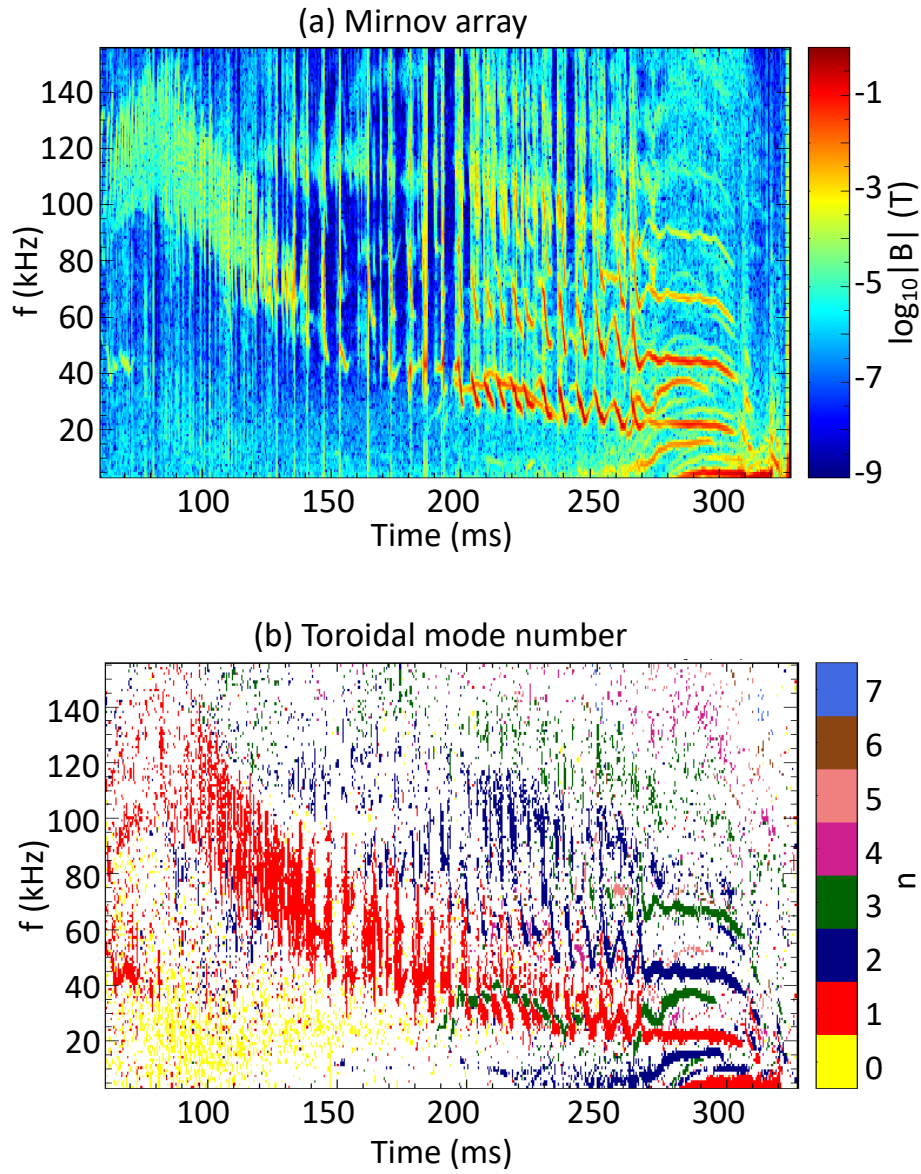 (a) Mirnov array
140
120
100
80
60
40
20
f (kHz)
100 150 200 250 300
Time (ms)
-1
-3
-5
-7
-9
log₁₀|B| (T)
(b) Toroidal mode number
140
120
100
80
60
40
20
f (kHz)
100 150 200 250 300
Time (ms)
7
6
5
4
3
2
1
0
n